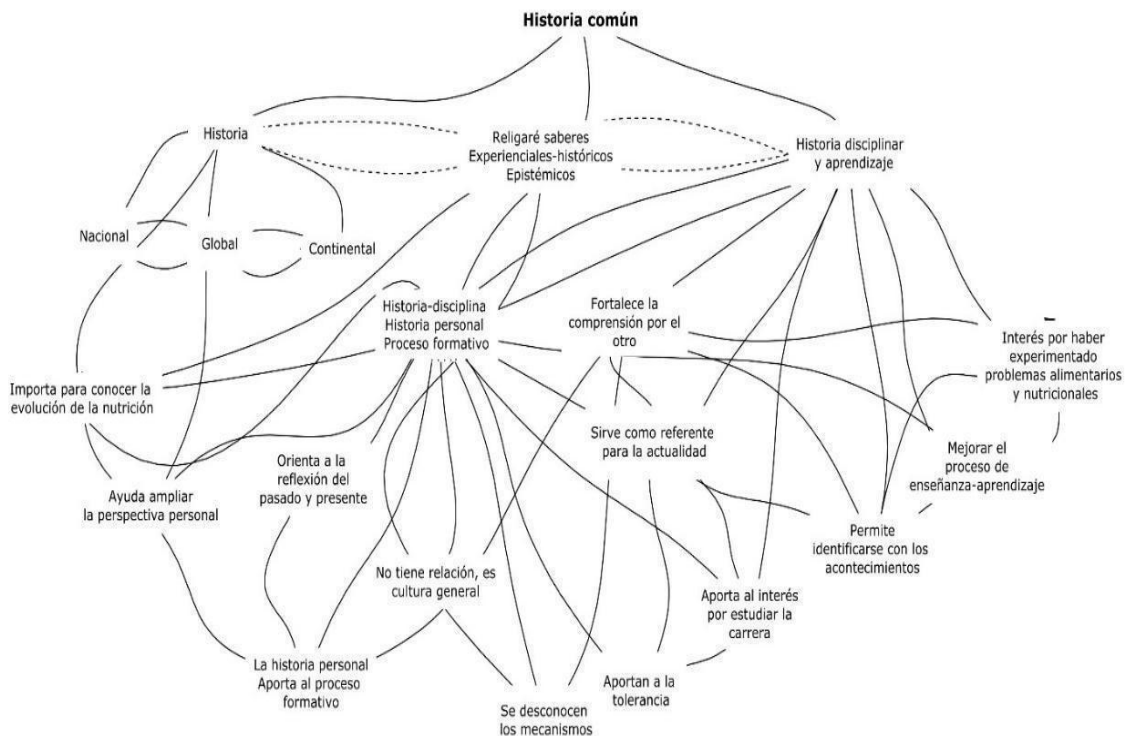 Historia común
Historia
Religaré saberes
Experienciales-históricos
Epistémicos
Historia disciplinar
y aprendizaje
Nacional
Global
Continental
Historia-disciplina
Historia personal
Proceso formativo
Fortalece la
comprensión por el
otro
Interés por haber
experimentado
problemas alimentarios
y nutricionales
Importa para conocer la
evolución de la nutrición
Sirve como referente
para la actualidad
Mejorar el
proceso de
enseñanza-aprendizaje
Orienta a la
reflexión del
pasado y presente
Ayuda ampliar
la perspectiva personal
Permite
identificarse con los
acontecimientos
No tiene relación, es
cultura general
Aporta al interés
por estudiar la
carrera
La historia personal
Aporta al proceso
formativo
Aportan a la
tolerancia
Se desconocen
los mecanismos